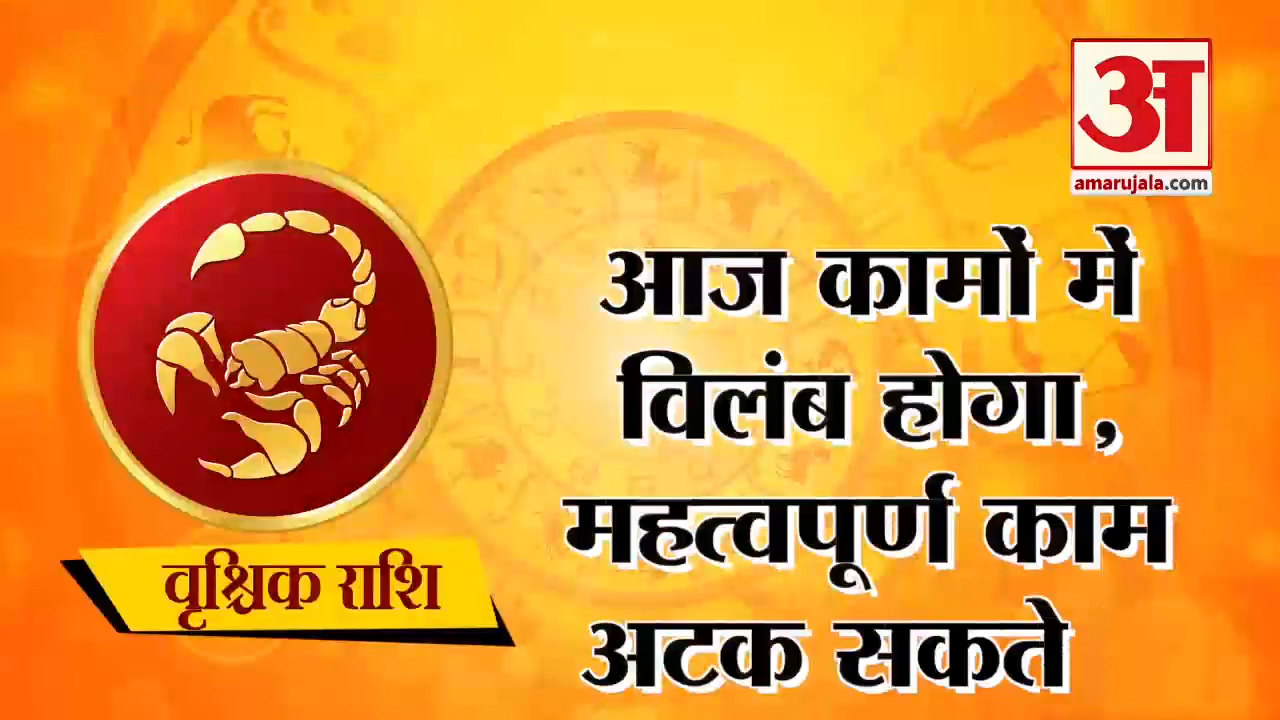 अ
amarujala.com
आज कामों में
विलंब होगा,
महत्वपूर्ण काम
अटक सकते
वृश्चिक राशि